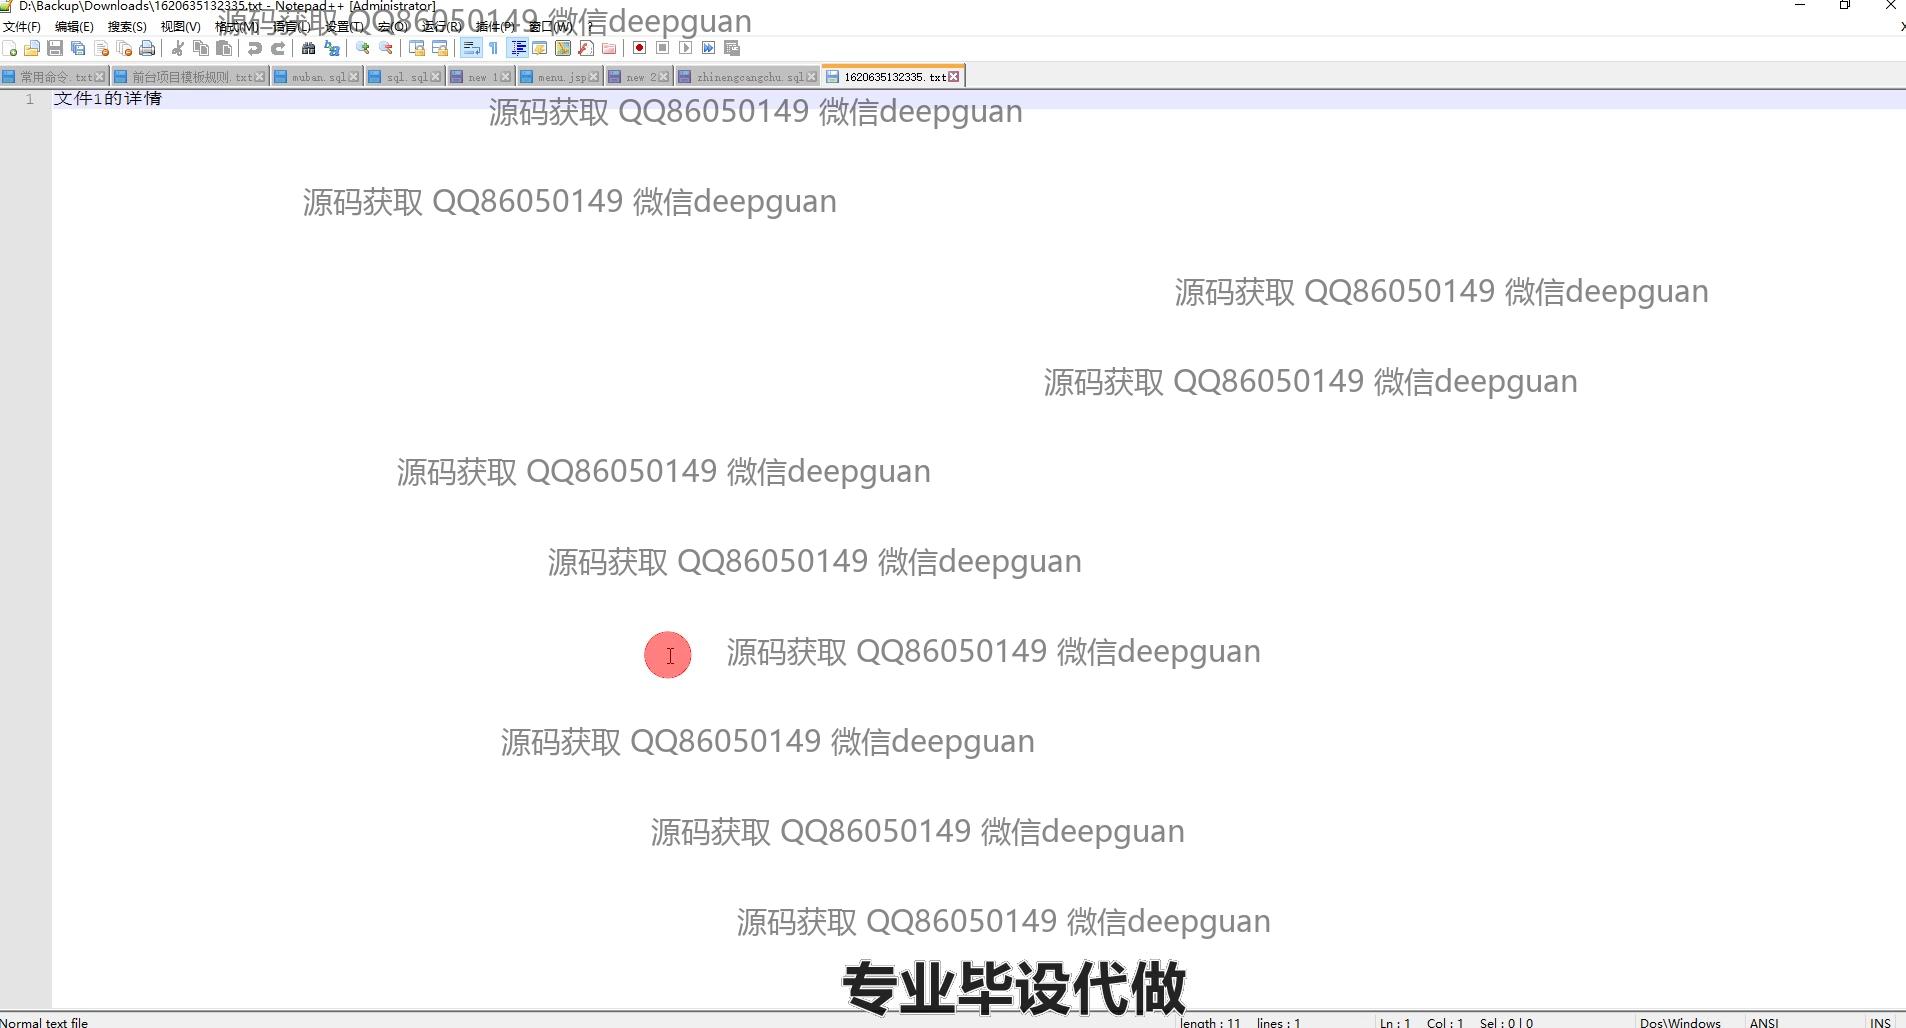 D:\Backup\Downloads\1620635132335.txt - Notepad++ [Administrator]
源码获取 QQ86050149 微信deepguan
文件(F) 编辑(E) 搜索(S) 视图(V) 格式(M) 语言(L) 设置(T) 宏(O) 运行(R) 插件(P) 窗口(W) ?
常用命令.txt 前台项目模板规则.txt muban.sql sql.sql new 1 menu.jsp new 2 zhinengcangchu.sql 1620635132335.txt
1 文件1的详情
源码获取 QQ86050149 微信deepguan
源码获取 QQ86050149 微信deepguan
源码获取 QQ86050149 微信deepguan
源码获取 QQ86050149 微信deepguan
源码获取 QQ86050149 微信deepguan
源码获取 QQ86050149 微信deepguan
源码获取 QQ86050149 微信deepguan
源码获取 QQ86050149 微信deepguan
源码获取 QQ86050149 微信deepguan
源码获取 QQ86050149 微信deepguan
专业毕设代做
Normal text file length : 11 lines : 1 Ln : 1 Col : 1 Sel : 0 | 0 Dos\Windows ANSI INS